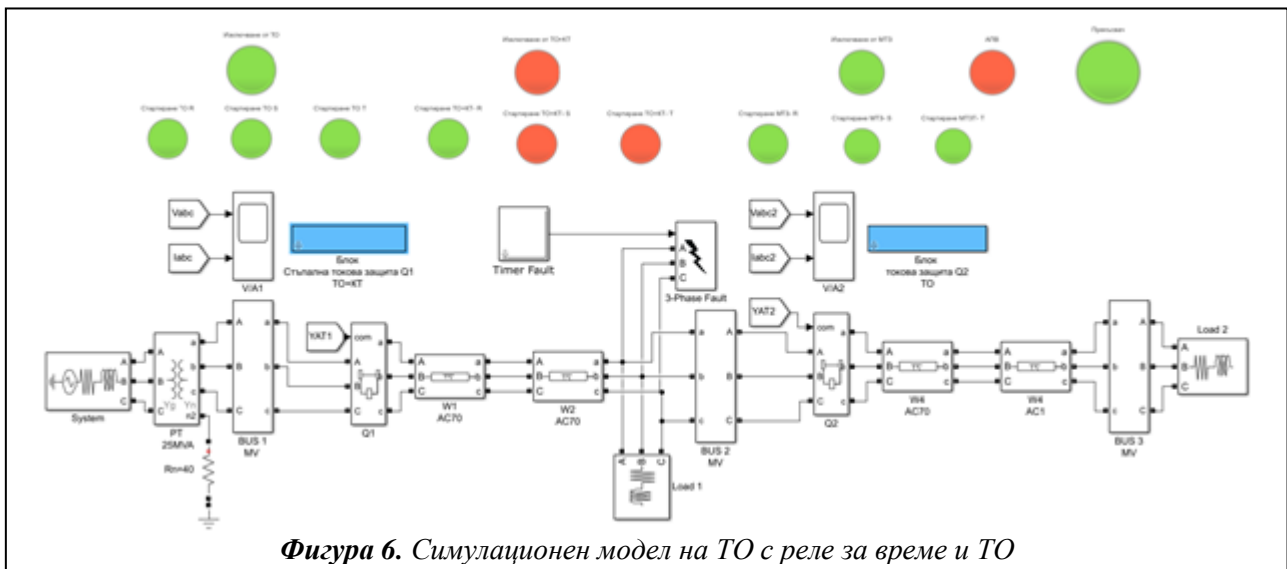 Изключване от ТО
Изключване от ТО+КТ
Изключване от МТЗ
АПВ
Прекъсвач
Стартиране ТО R
Стартиране ТО S
Стартиране ТО T
Стартиране ТО+КТ- R
Стартиране ТО+КТ- S
Стартиране ТО+КТ- T
Стартиране МТЗ- R
Стартиране МТЗ- S
Стартиране МТЗП- T
Vabc
Iabc
V/A1
Блок
Стъпална токова защита Q1
ТО=КТ
Timer Fault
A
B
C
3-Phase Fault
Vabc2
Iabc2
V/A2
Блок
токова защита Q2
ТО
System
A
B
C
A
B
C
a
b
c
n2
Yg
Yn
PT
25MVA
Rn=40
A
B
C
a
b
c
BUS 1
MV
YAT1
com
A
B
C
a
b
c
Q1
A
B
C
a
b
c
W1
AC70
A
B
C
a
b
c
W2
AC70
A
B
C
Load 1
a
b
c
A
B
C
BUS 2
MV
YAT2
com
A
B
C
a
b
c
Q2
A
B
C
a
b
c
W4
AC70
A
B
C
a
b
c
W4
AC1
a
b
c
A
B
C
BUS 3
MV
A
B
C
Load 2
Фигура 6. Симулационен модел на ТО с реле за време и ТО